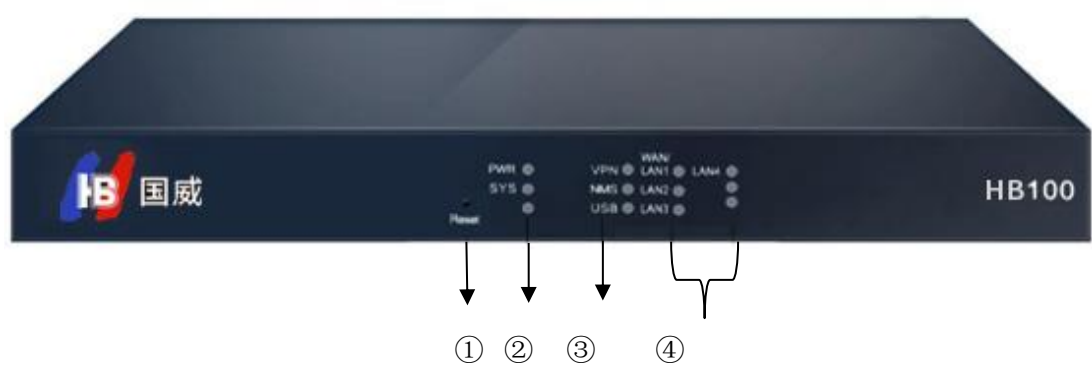 HB 国威
Reset
PWR
SYS
VPN
NMS
USB
WAN/
LAN1
LAN2
LAN3
LAN4
HB100
① ② ③ ④